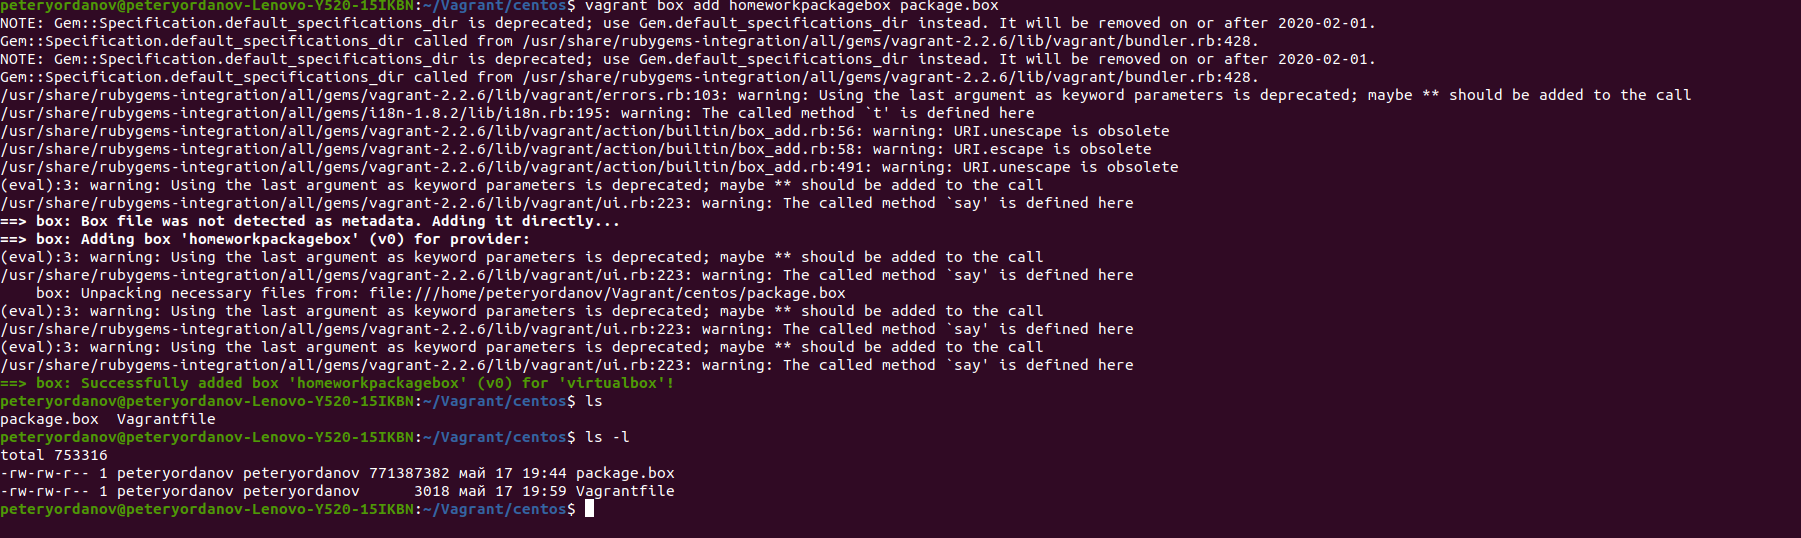 peteryordanov@peteryordanov-Lenovo-Y520-15IKBN:~/Vagrant/centos$ vagrant box add homeworkpackagebox package.box
NOTE: Gem::Specification.default_specifications_dir is deprecated; use Gem.default_specifications_dir instead. It will be removed on or after 2020-02-01.
Gem::Specification.default_specifications_dir called from /usr/share/rubygems-integration/all/gems/vagrant-2.2.6/lib/vagrant/bundler.rb:428.
NOTE: Gem::Specification.default_specifications_dir is deprecated; use Gem.default_specifications_dir instead. It will be removed on or after 2020-02-01.
Gem::Specification.default_specifications_dir called from /usr/share/rubygems-integration/all/gems/vagrant-2.2.6/lib/vagrant/bundler.rb:428.
/usr/share/rubygems-integration/all/gems/vagrant-2.2.6/lib/vagrant/errors.rb:103: warning: Using the last argument as keyword parameters is deprecated; maybe ** should be added to the call
/usr/share/rubygems-integration/all/gems/i18n-1.8.2/lib/i18n.rb:195: warning: The called method `t' is defined here
/usr/share/rubygems-integration/all/gems/vagrant-2.2.6/lib/vagrant/action/builtin/box_add.rb:56: warning: URI.unescape is obsolete
/usr/share/rubygems-integration/all/gems/vagrant-2.2.6/lib/vagrant/action/builtin/box_add.rb:58: warning: URI.escape is obsolete
/usr/share/rubygems-integration/all/gems/vagrant-2.2.6/lib/vagrant/action/builtin/box_add.rb:491: warning: URI.unescape is obsolete
(eval):3: warning: Using the last argument as keyword parameters is deprecated; maybe ** should be added to the call
/usr/share/rubygems-integration/all/gems/vagrant-2.2.6/lib/vagrant/ui.rb:223: warning: The called method `say' is defined here
==> box: Box file was not detected as metadata. Adding it directly...
==> box: Adding box 'homeworkpackagebox' (v0) for provider:
(eval):3: warning: Using the last argument as keyword parameters is deprecated; maybe ** should be added to the call
/usr/share/rubygems-integration/all/gems/vagrant-2.2.6/lib/vagrant/ui.rb:223: warning: The called method `say' is defined here
    box: Unpacking necessary files from: file:///home/peteryordanov/Vagrant/centos/package.box
(eval):3: warning: Using the last argument as keyword parameters is deprecated; maybe ** should be added to the call
/usr/share/rubygems-integration/all/gems/vagrant-2.2.6/lib/vagrant/ui.rb:223: warning: The called method `say' is defined here
(eval):3: warning: Using the last argument as keyword parameters is deprecated; maybe ** should be added to the call
/usr/share/rubygems-integration/all/gems/vagrant-2.2.6/lib/vagrant/ui.rb:223: warning: The called method `say' is defined here
==> box: Successfully added box 'homeworkpackagebox' (v0) for 'virtualbox'!
peteryordanov@peteryordanov-Lenovo-Y520-15IKBN:~/Vagrant/centos$ ls
package.box  Vagrantfile
peteryordanov@peteryordanov-Lenovo-Y520-15IKBN:~/Vagrant/centos$ ls -l
total 753316
-rw-rw-r-- 1 peteryordanov peteryordanov 771387382 май 17 19:44 package.box
-rw-rw-r-- 1 peteryordanov peteryordanov      3018 май 17 19:59 Vagrantfile
peteryordanov@peteryordanov-Lenovo-Y520-15IKBN:~/Vagrant/centos$